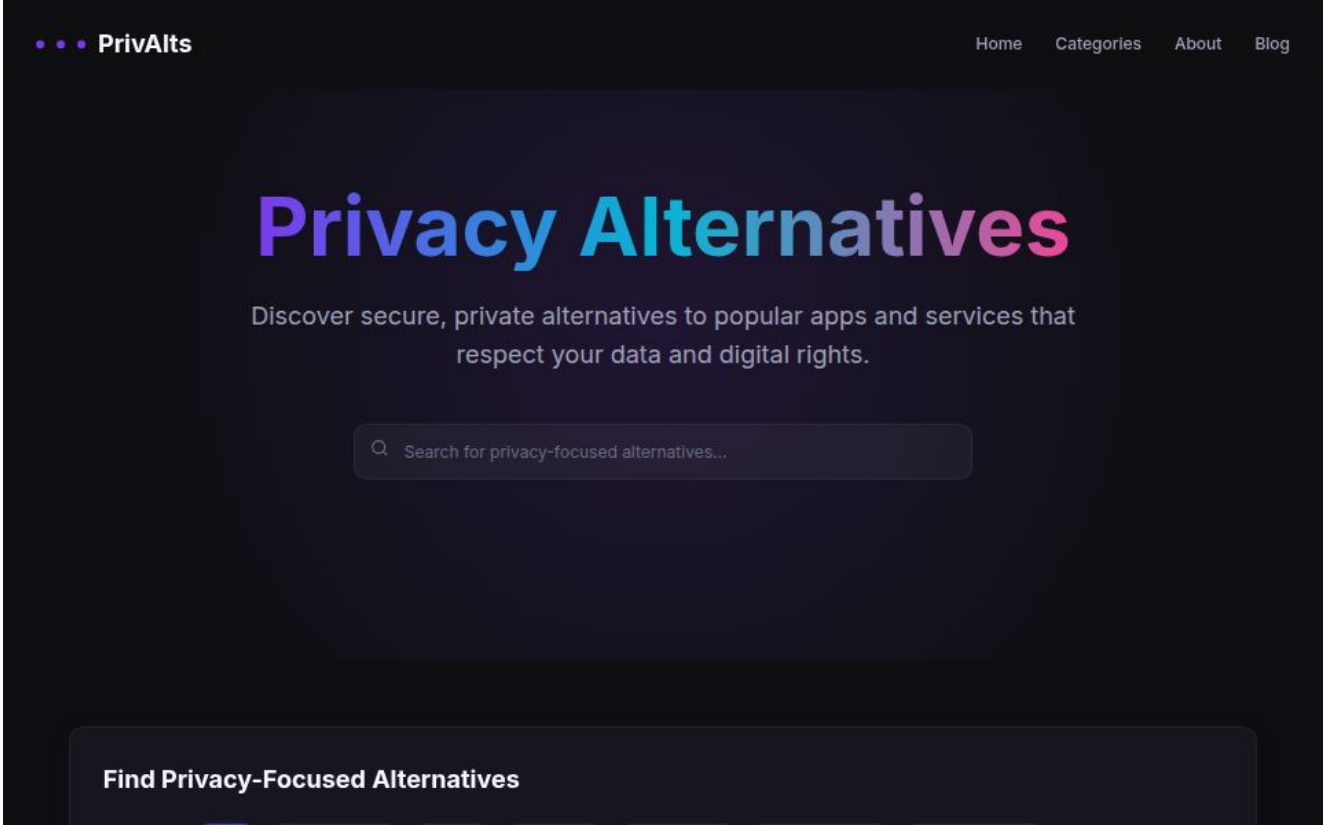 PrivAlts
Home
Categories
About
Blog
Privacy Alternatives
Discover secure, private alternatives to popular apps and services that
respect your data and digital rights.
Search for privacy-focused alternatives...
Find Privacy-Focused Alternatives